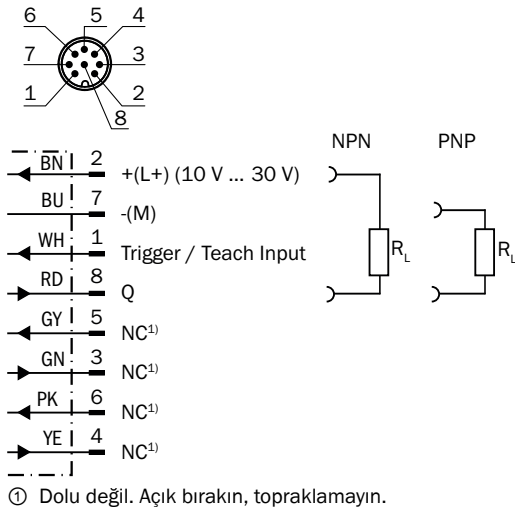 6 5 4
7 3
1 2
8
NPN PNP
BN 2 +(L+) (10 V ... 30 V)
BU 7 -(M)
WH 1 Trigger / Teach Input
RL RL
RD 8 Q
GY 5 NC1)
GN 3 NC1)
PK 6 NC1)
YE 4 NC1)
① Dolu değil. Açık bırakın, topraklamayın.